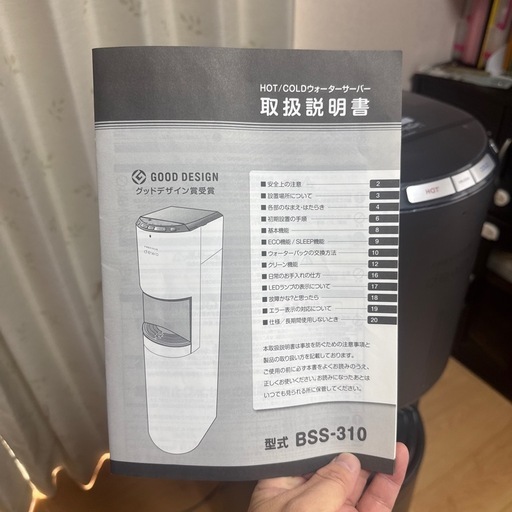 HOT/COLDウォーターサーバー
取扱説明書
GOOD DESIGN
グッドデザイン賞受賞
■安全上の注意 2
■設置場所について 3
■各部のなまえ・はたらき 4
■初期設置の手順 6
■基本機能 8
■ECO機能/SLEEP機能 9
■ウォーターパックの交換方法 10
■クリーン機能 12
■日常のお手入れの仕方 16
■LEDランプの表示について 17
■故障かな?と思ったら 18
■エラー表示の対応について 19
■仕様/長期間使用しないとき 20
本取扱説明書は事故を防ぐための注意事項と
製品の取り扱い方を記載しております。
ご使用の前に必ず本書をよくお読みのうえ、
正しくお使いください。お読みになったあとは
いつでも見られる所に保管してください。
型式 BSS-310
HOT